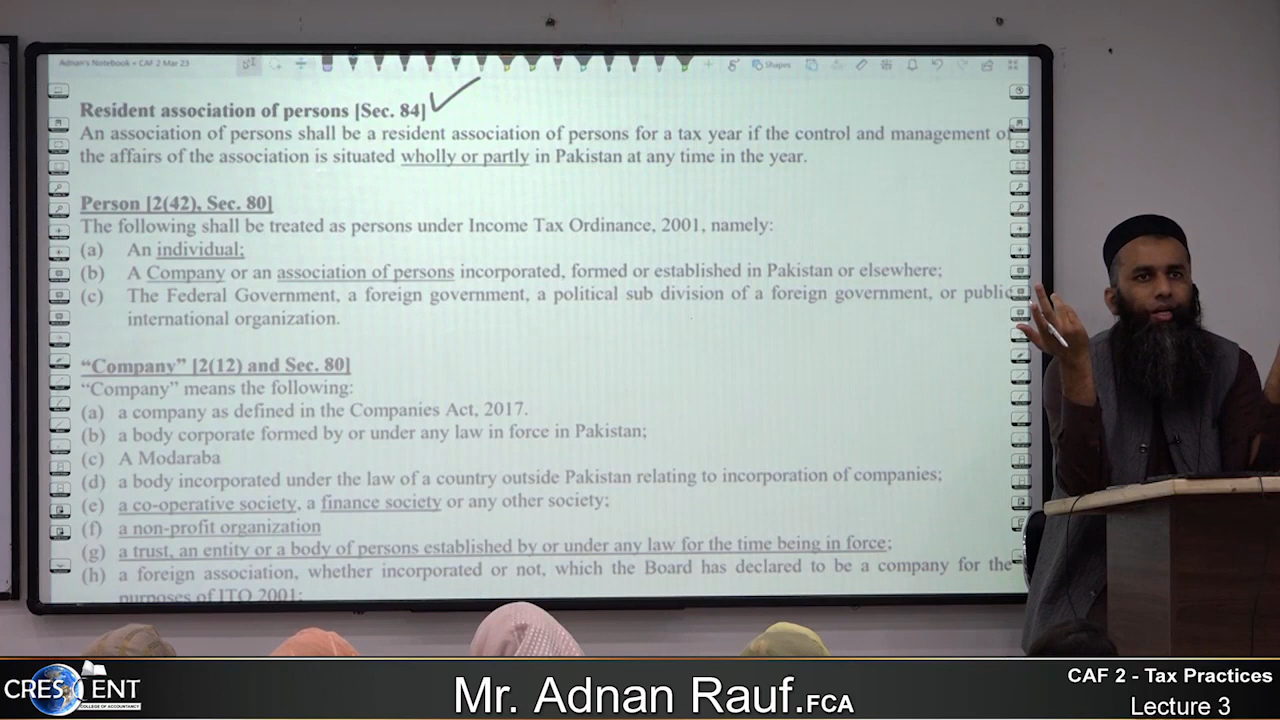 Adnan's Notebook » CAF 2 Mar 23
Shapes
Resident association of persons [Sec. 84]
An association of persons shall be a resident association of persons for a tax year if the control and management of
the affairs of the association is situated wholly or partly in Pakistan at any time in the year.
Person [2(42), Sec. 80]
The following shall be treated as persons under Income Tax Ordinance, 2001, namely:
(a) An individual;
(b) A Company or an association of persons incorporated, formed or established in Pakistan or elsewhere;
(c) The Federal Government, a foreign government, a political sub division of a foreign government, or public
international organization.
“Company” [2(12) and Sec. 80]
“Company” means the following:
(a) a company as defined in the Companies Act, 2017.
(b) a body corporate formed by or under any law in force in Pakistan;
(c) A Modaraba
(d) a body incorporated under the law of a country outside Pakistan relating to incorporation of companies;
(e) a co-operative society, a finance society or any other society;
(f) a non-profit organization
(g) a trust, an entity or a body of persons established by or under any law for the time being in force;
(h) a foreign association, whether incorporated or not, which the Board has declared to be a company for the
purposes of ITO 2001;
CRESCENT
COLLEGE OF ACCOUNTANCY
Mr. Adnan Rauf.FCA
CAF 2 - Tax Practices
Lecture 3